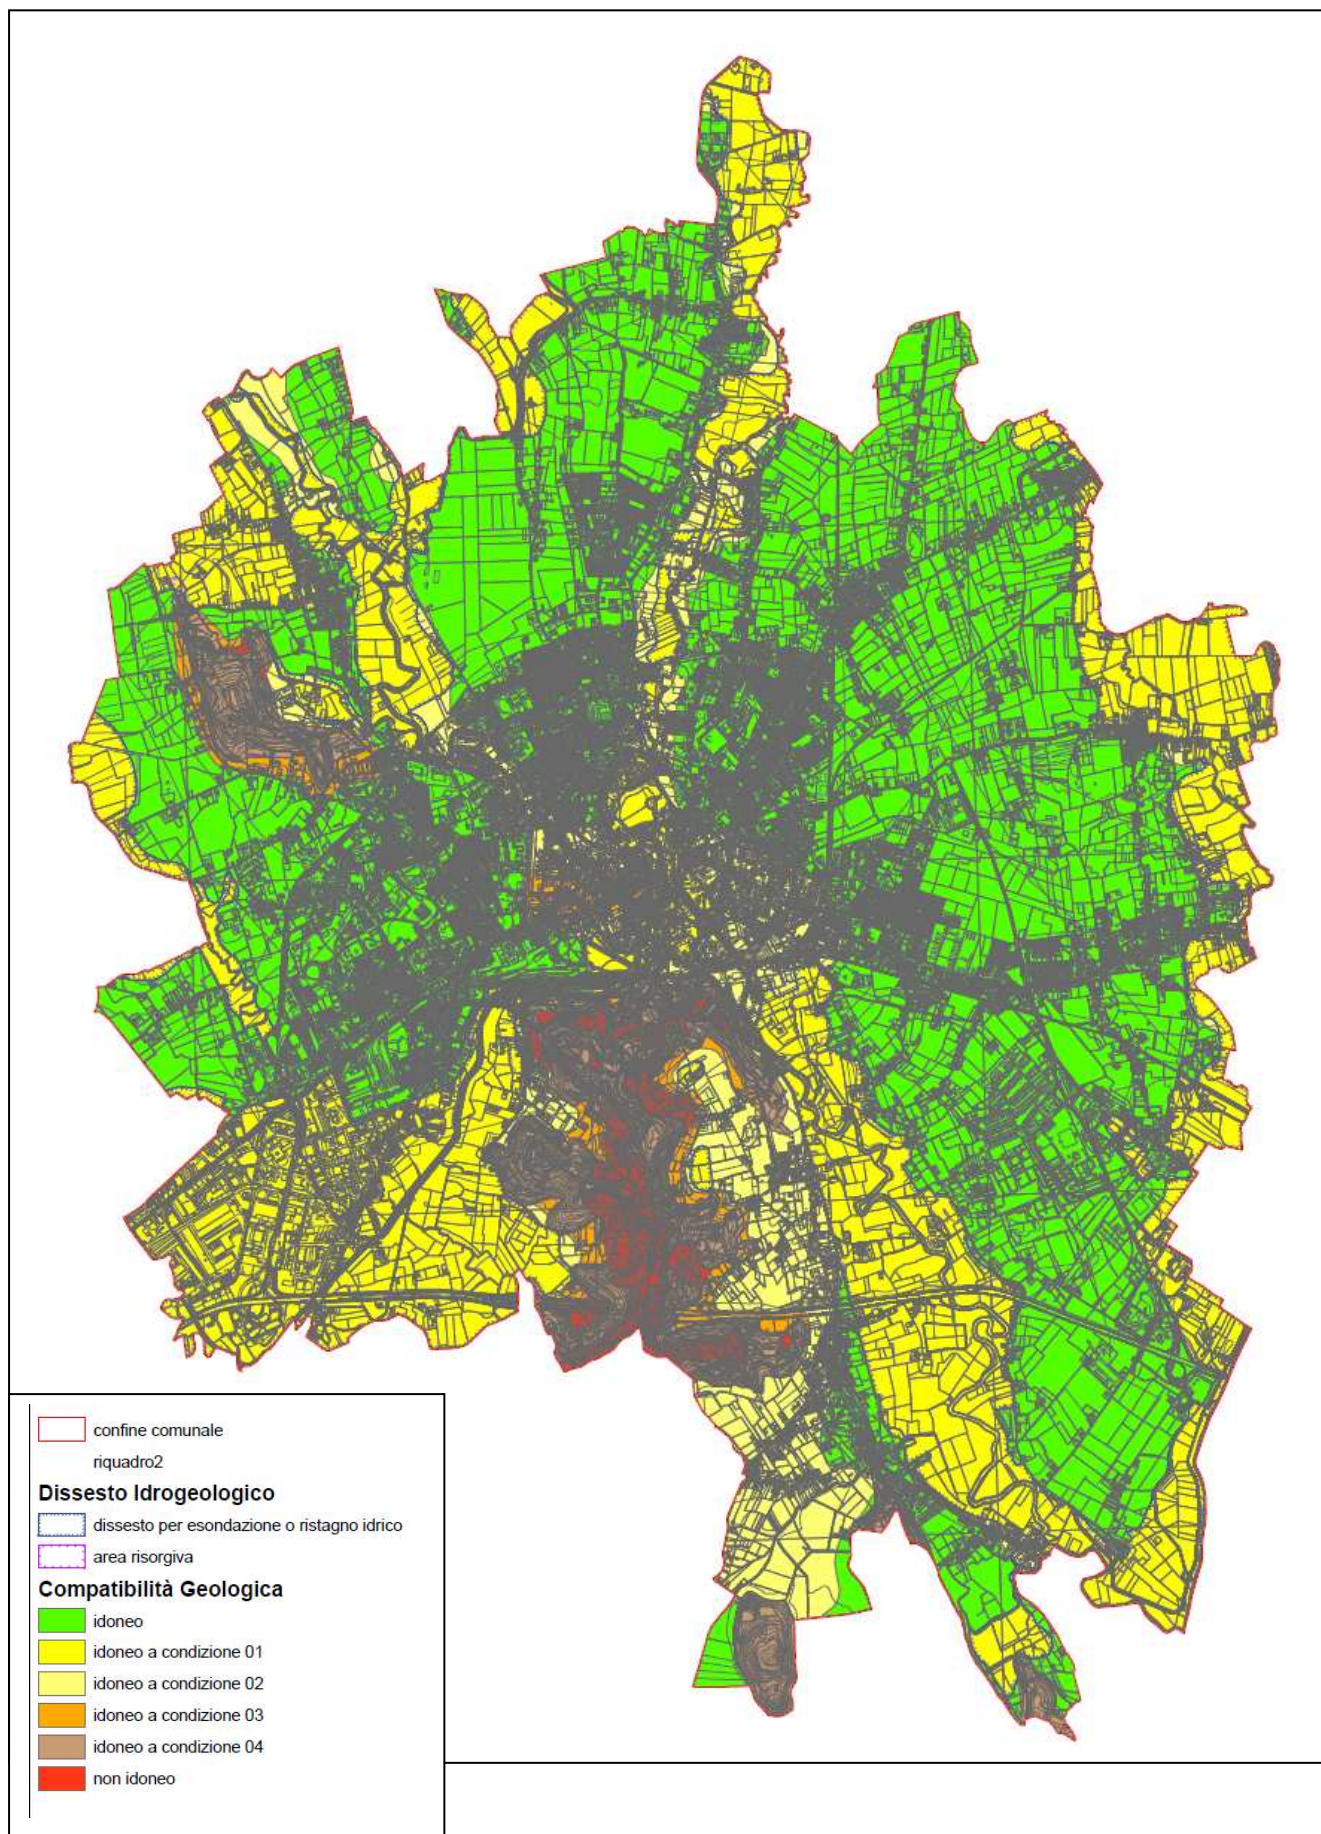 confine comunale
riquadro2
Dissesto Idrogeologico
dissesto per esondazione o ristagno idrico
area risorgiva
Compatibilità Geologica
idoneo
idoneo a condizione 01
idoneo a condizione 02
idoneo a condizione 03
idoneo a condizione 04
non idoneo